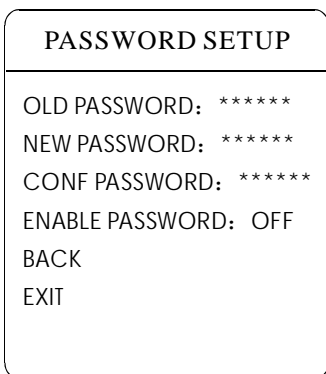 PASSWORD SETUP
OLD PASSWORD：******
NEW PASSWORD：******
CONF PASSWORD：******
ENABLE PASSWORD：OFF
BACK
EXIT